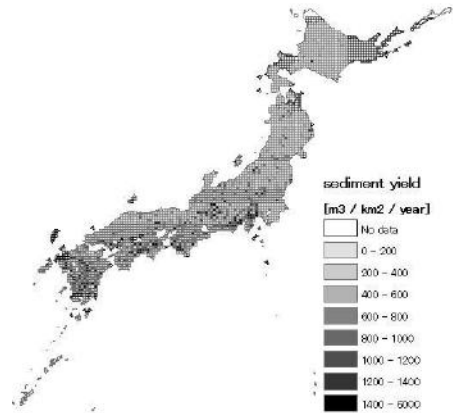 sediment yield
[m3 / km2 / year]
No data
0 - 200
200 - 400
400 - 600
600 - 800
800 - 1000
1000 - 1200
1200 - 1400
1400 - 5000